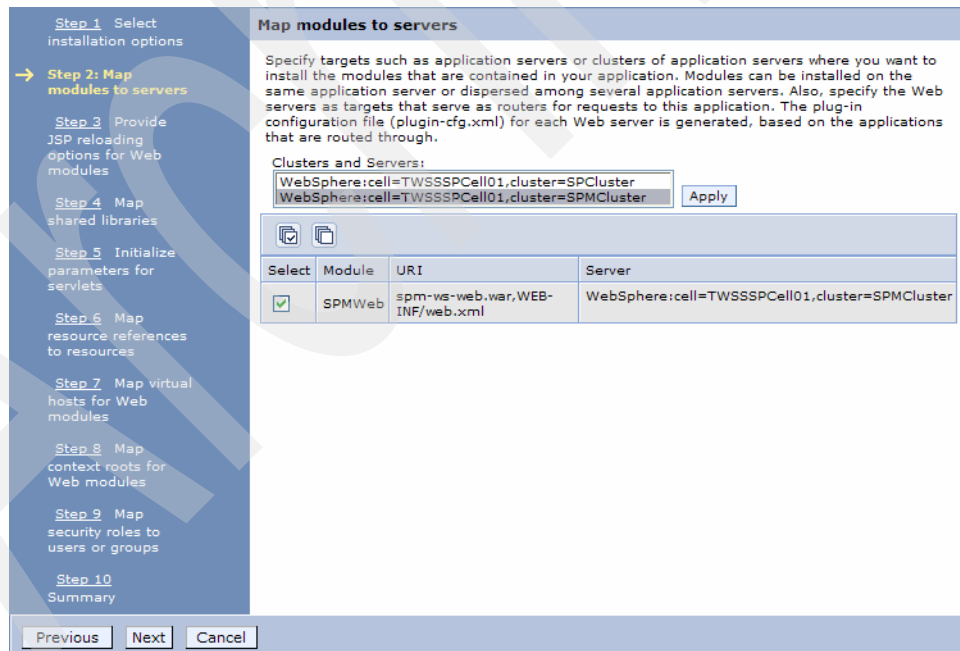 Step 1 Select
installation options
Step 2: Map
modules to servers
Step 3 Provide
JSP reloading
options for Web
modules
Step 4 Map
shared libraries
Step 5 Initialize
parameters for
servlets
Step 6 Map
resource references
to resources
Step 7 Map virtual
hosts for Web
modules
Step 8 Map
context roots for
Web modules
Step 9 Map
security roles to
users or groups
Step 10
Summary
Map modules to servers
Specify targets such as application servers or clusters of application servers where you want to
install the modules that are contained in your application. Modules can be installed on the
same application server or dispersed among several application servers. Also, specify the Web
servers as targets that serve as routers for requests to this application. The plug-in
configuration file (plugin-cfg.xml) for each Web server is generated, based on the applications
that are routed through.
Clusters and Servers:
WebSphere:cell=TWSSSPCell01,cluster=SPCluster
WebSphere:cell=TWSSSPCell01,cluster=SPMCluster
Apply
Select Module URI Server
SPMWeb spm-ws-web.war,WEB-INF/web.xml WebSphere:cell=TWSSSPCell01,cluster=SPMCluster
Previous Next Cancel